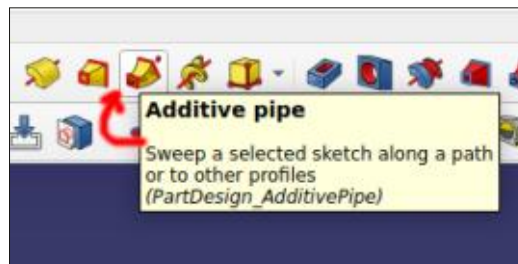 Additive pipe
Sweep a selected sketch along a path
or to other profiles
(PartDesign_AdditivePipe)